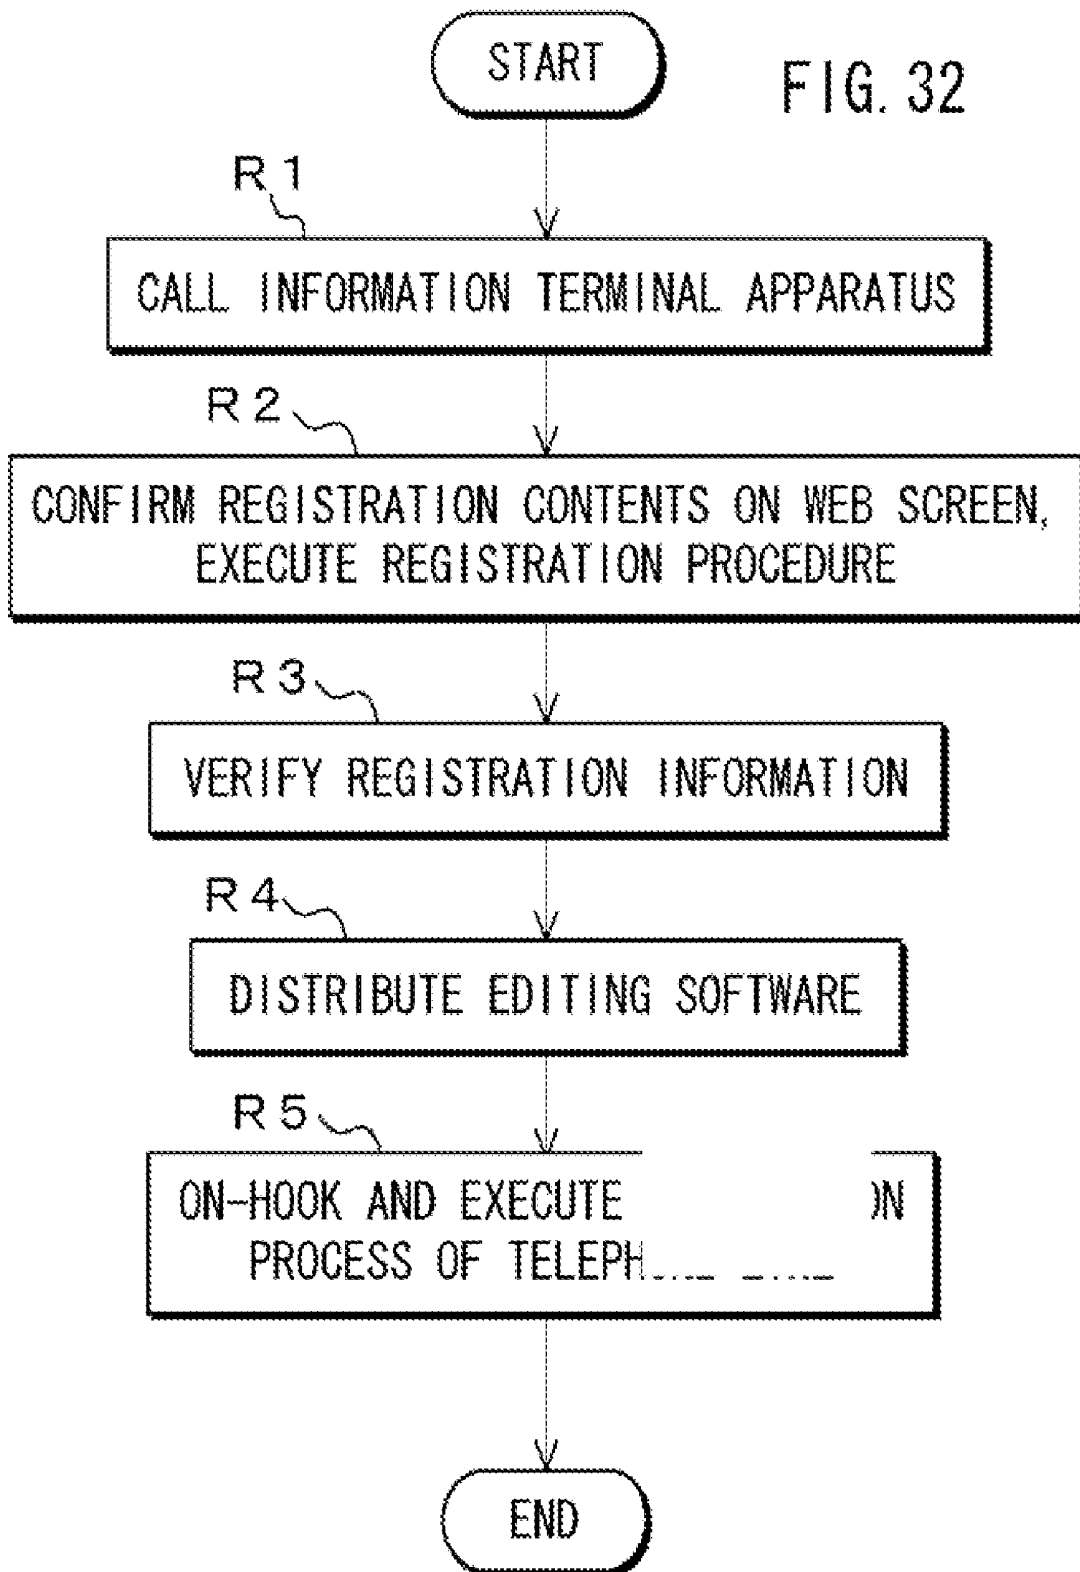 START
FIG. 32
R1
CALL INFORMATION TERMINAL APPARATUS
R2
CONFIRM REGISTRATION CONTENTS ON WEB SCREEN,
EXECUTE REGISTRATION PROCEDURE
R3
VERIFY REGISTRATION INFORMATION
R4
DISTRIBUTE EDITING SOFTWARE
R5
ON-HOOK AND EXECUTE
PROCESS OF
END